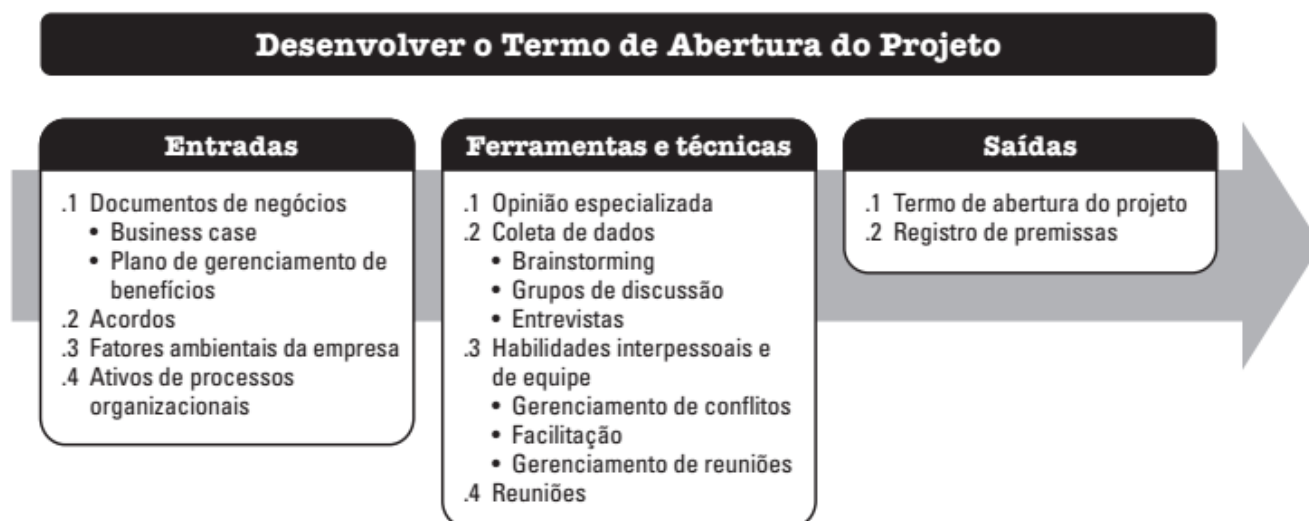 Desenvolver o Termo de Abertura do Projeto
Entradas
.1 Documentos de negócios
• Business case
• Plano de gerenciamento de
benefícios
.2 Acordos
.3 Fatores ambientais da empresa
.4 Ativos de processos
organizacionais
Ferramentas e técnicas
.1 Opinião especializada
.2 Coleta de dados
• Brainstorming
• Grupos de discussão
• Entrevistas
.3 Habilidades interpessoais e
de equipe
• Gerenciamento de conflitos
• Facilitação
• Gerenciamento de reuniões
.4 Reuniões
Saídas
.1 Termo de abertura do projeto
.2 Registro de premissas